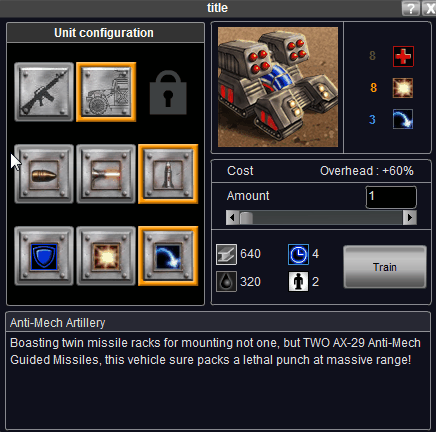 title
? X
Unit configuration
8
8
3
Cost Overhead : +60%
Amount 1
640 4
320 2
Train
Anti-Mech Artillery
Boasting twin missile racks for mounting not one, but TWO AX-29 Anti-Mech
Guided Missiles, this vehicle sure packs a lethal punch at massive range!